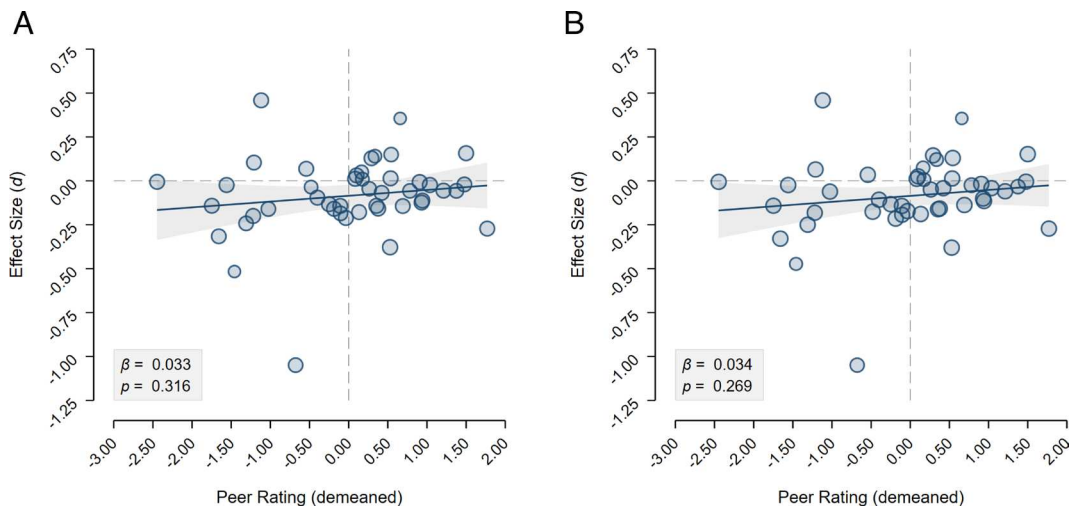 A
Effect Size (d)
0.75
0.50
0.25
0.00
-0.25
-0.50
-0.75
-1.00
-1.25
β = 0.033
p = 0.316
-3.00 -2.50 -2.00 -1.50 -1.00 -0.50 0.00 0.50 1.00 1.50 2.00
Peer Rating (demeaned)
B
Effect Size (d)
0.75
0.50
0.25
0.00
-0.25
-0.50
-0.75
-1.00
-1.25
β = 0.034
p = 0.269
-3.00 -2.50 -2.00 -1.50 -1.00 -0.50 0.00 0.50 1.00 1.50 2.00
Peer Rating (demeaned)